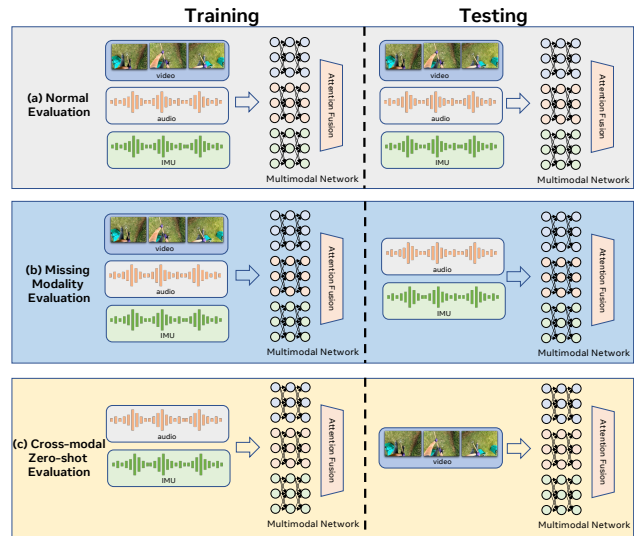 Training
Testing
(a) Normal
Evaluation
video
audio
IMU
Attention Fusion
Multimodal Network
video
audio
IMU
Attention Fusion
Multimodal Network
(b) Missing
Modality
Evaluation
video
audio
IMU
Attention Fusion
Multimodal Network
audio
IMU
Attention Fusion
Multimodal Network
(c) Cross-modal
Zero-shot
Evaluation
audio
IMU
Attention Fusion
Multimodal Network
video
Attention Fusion
Multimodal Network